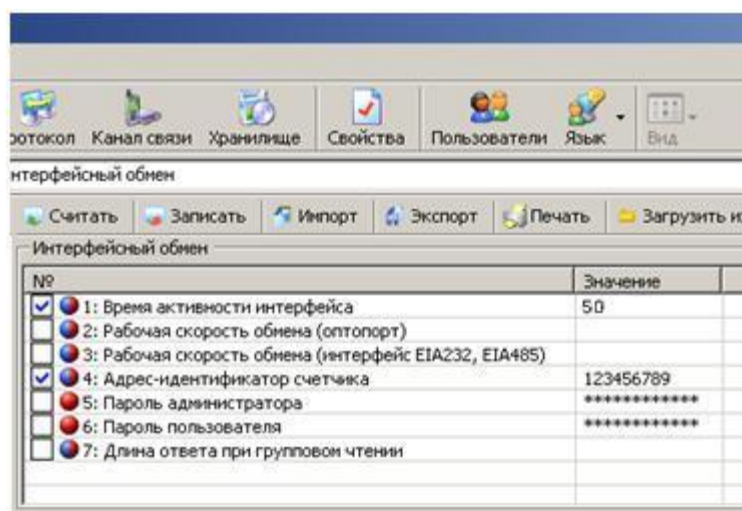 ротокол Канал связи Хранилище Свойства Пользователи Язык Вид
нтерфейсный обмен
Считать Записать Импорт Экспорт Печать Загрузить из
Интерфейсный обмен
№ Значение
1: Время активности интерфейса 50
2: Рабочая скорость обмена (оптопорт)
3: Рабочая скорость обмена (интерфейс EIA232, EIA485)
4: Адрес-идентификатор счетчика 123456789
5: Пароль администратора ************
6: Пароль пользователя ************
7: Длина ответа при групповом чтении